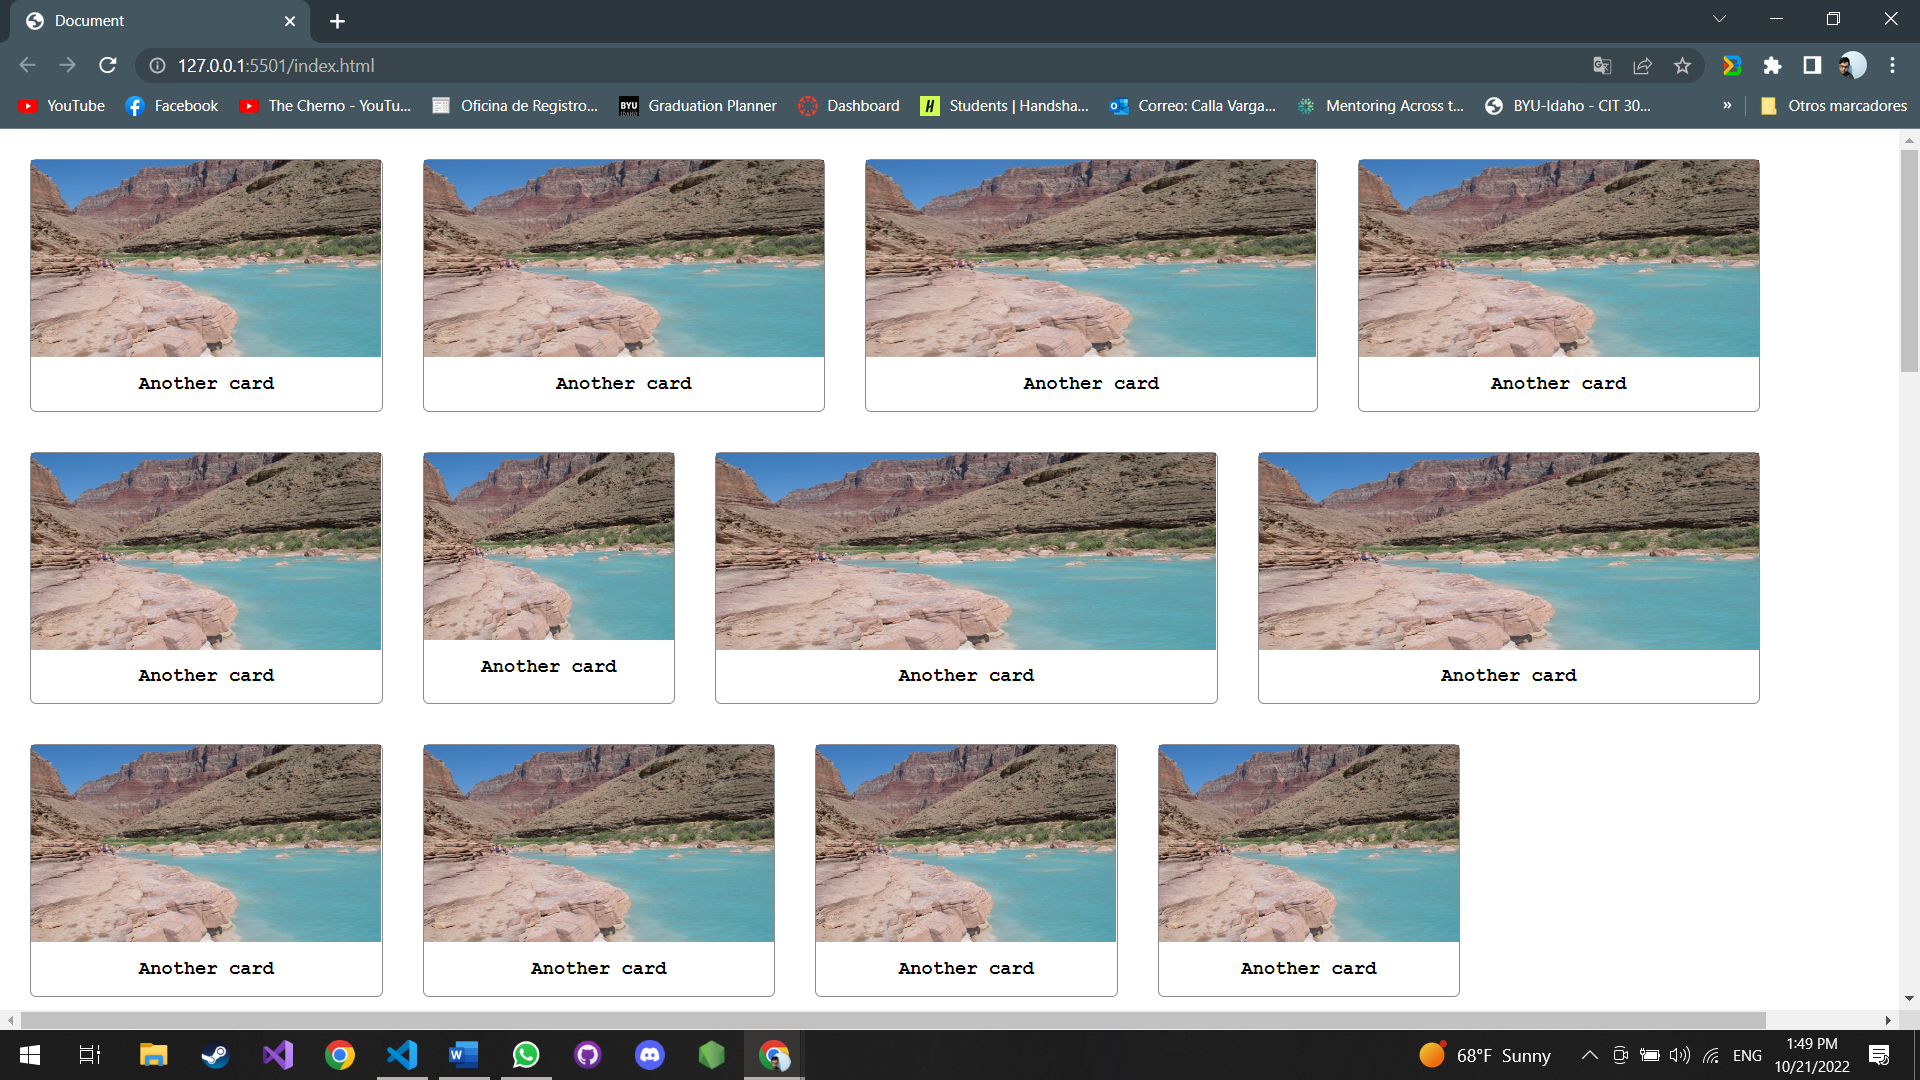 Document
127.0.0.1:5501/index.html
YouTube Facebook The Cherno - YouTu... Oficina de Registro... BYU Graduation Planner Dashboard H Students | Handsha... Correo: Calla Varga... Mentoring Across t... BYU-Idaho - CIT 30... » Otros marcadores
Another card Another card Another card Another card
Another card Another card Another card Another card
Another card Another card Another card Another card
68°F Sunny ENG 1:49 PM
10/21/2022